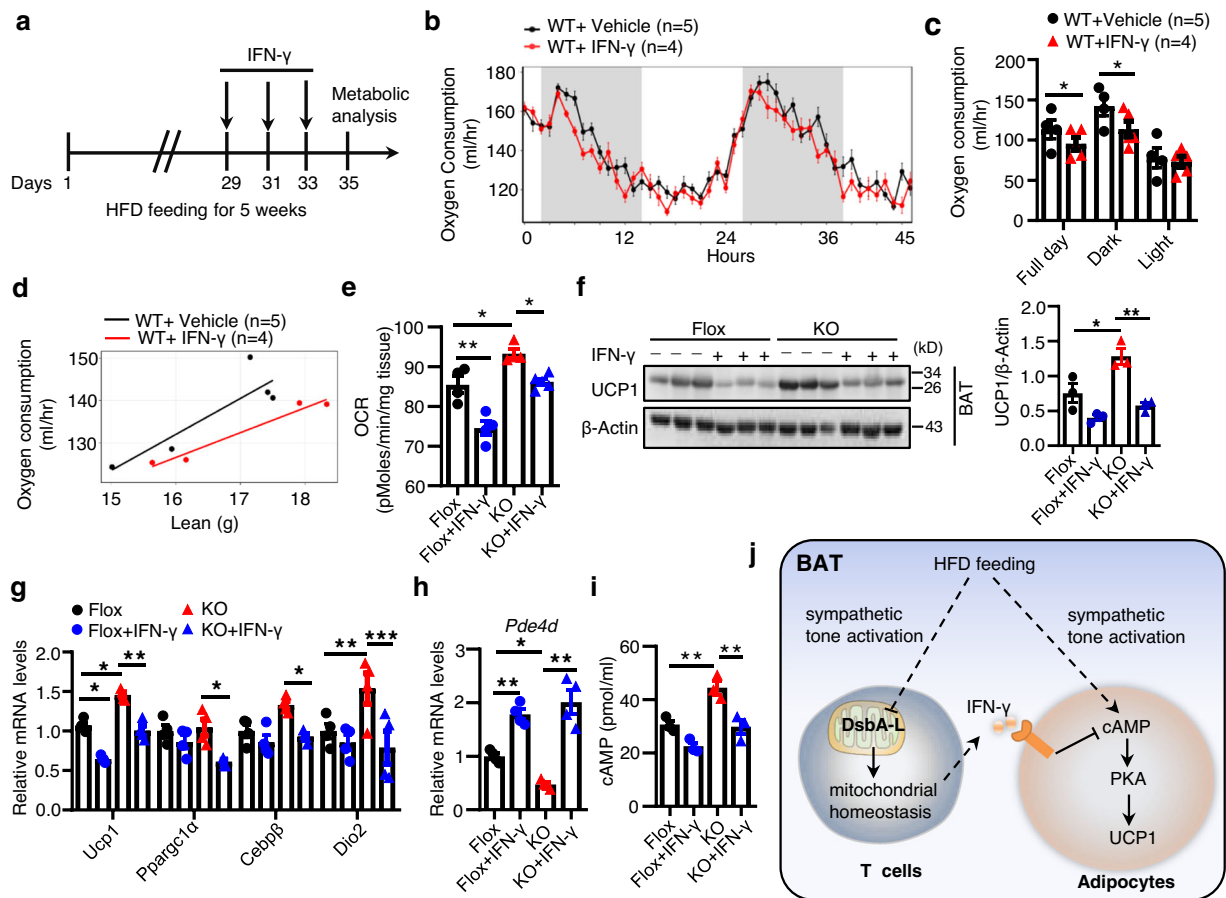 a
IFN-γ
Metabolic
analysis
Days 1 29 31 33 35
HFD feeding for 5 weeks
b
WT+ Vehicle (n=5)
WT+ IFN-γ (n=4)
Oxygen Consumption
(ml/hr)
180
160
140
120
0 12 24 36 45
Hours
c
WT+Vehicle (n=5)
WT+IFN-γ (n=4)
Oxygen consumption
(ml/hr)
200
150
100
50
0
* *
Full day Dark Light
d
WT+ Vehicle (n=5)
WT+ IFN-γ (n=4)
Oxygen consumption
(ml/hr)
150
140
130
15 16 17 18
Lean (g)
e
OCR
(pMoles/min/mg tissue)
100
90
80
70
60
* *
**
Flox Flox+IFN-γ KO KO+IFN-γ
f
Flox KO
IFN-γ − − − + + + − − − + + + (kD)
UCP1
34
26
β-Actin
43
BAT
UCP1/β-Actin
2.0
1.5
1.0
0.5
0.0
* **
Flox Flox+IFN-γ KO KO+IFN-γ
g
Flox KO
Flox+IFN-γ KO+IFN-γ
Relative mRNA levels
2.0
1.5
1.0
0.5
0.0
* * ** * * ** ***
Ucp1 Ppargc1α Cebpβ Dio2
h
Pde4d
Relative mRNA levels
3
2
1
0
* ** **
Flox Flox+IFN-γ KO KO+IFN-γ
i
cAMP (pmol/ml)
60
40
20
0
** **
Flox Flox+IFN-γ KO KO+IFN-γ
j
BAT
HFD feeding
sympathetic
tone activation
sympathetic
tone activation
DsbA-L
mitochondrial
homeostasis
IFN-γ
cAMP
PKA
UCP1
T cells
Adipocytes